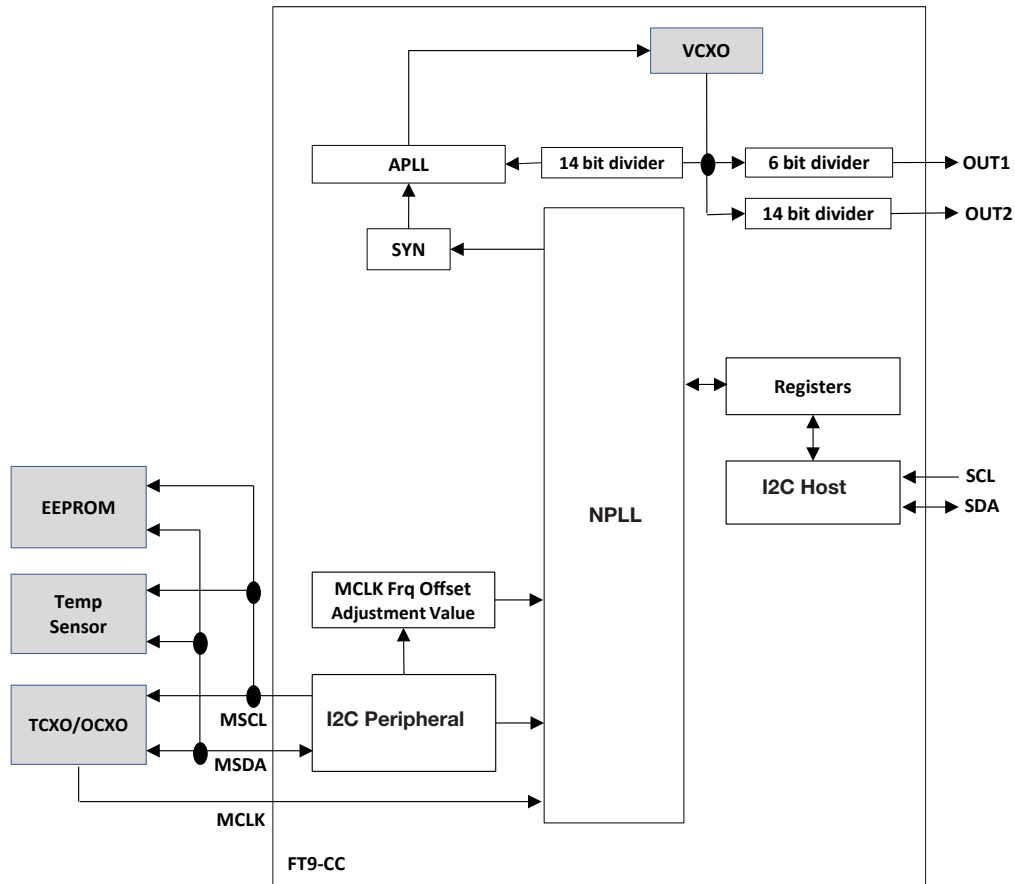 VCXO
APLL
14 bit divider
6 bit divider
OUT1
14 bit divider
OUT2
SYN
NPLL
Registers
I2C Host
SCL
SDA
EEPROM
Temp
Sensor
TCXO/OCXO
MCLK Frq Offset
Adjustment Value
I2C Peripheral
MSCL
MSDA
MCLK
FT9-CC